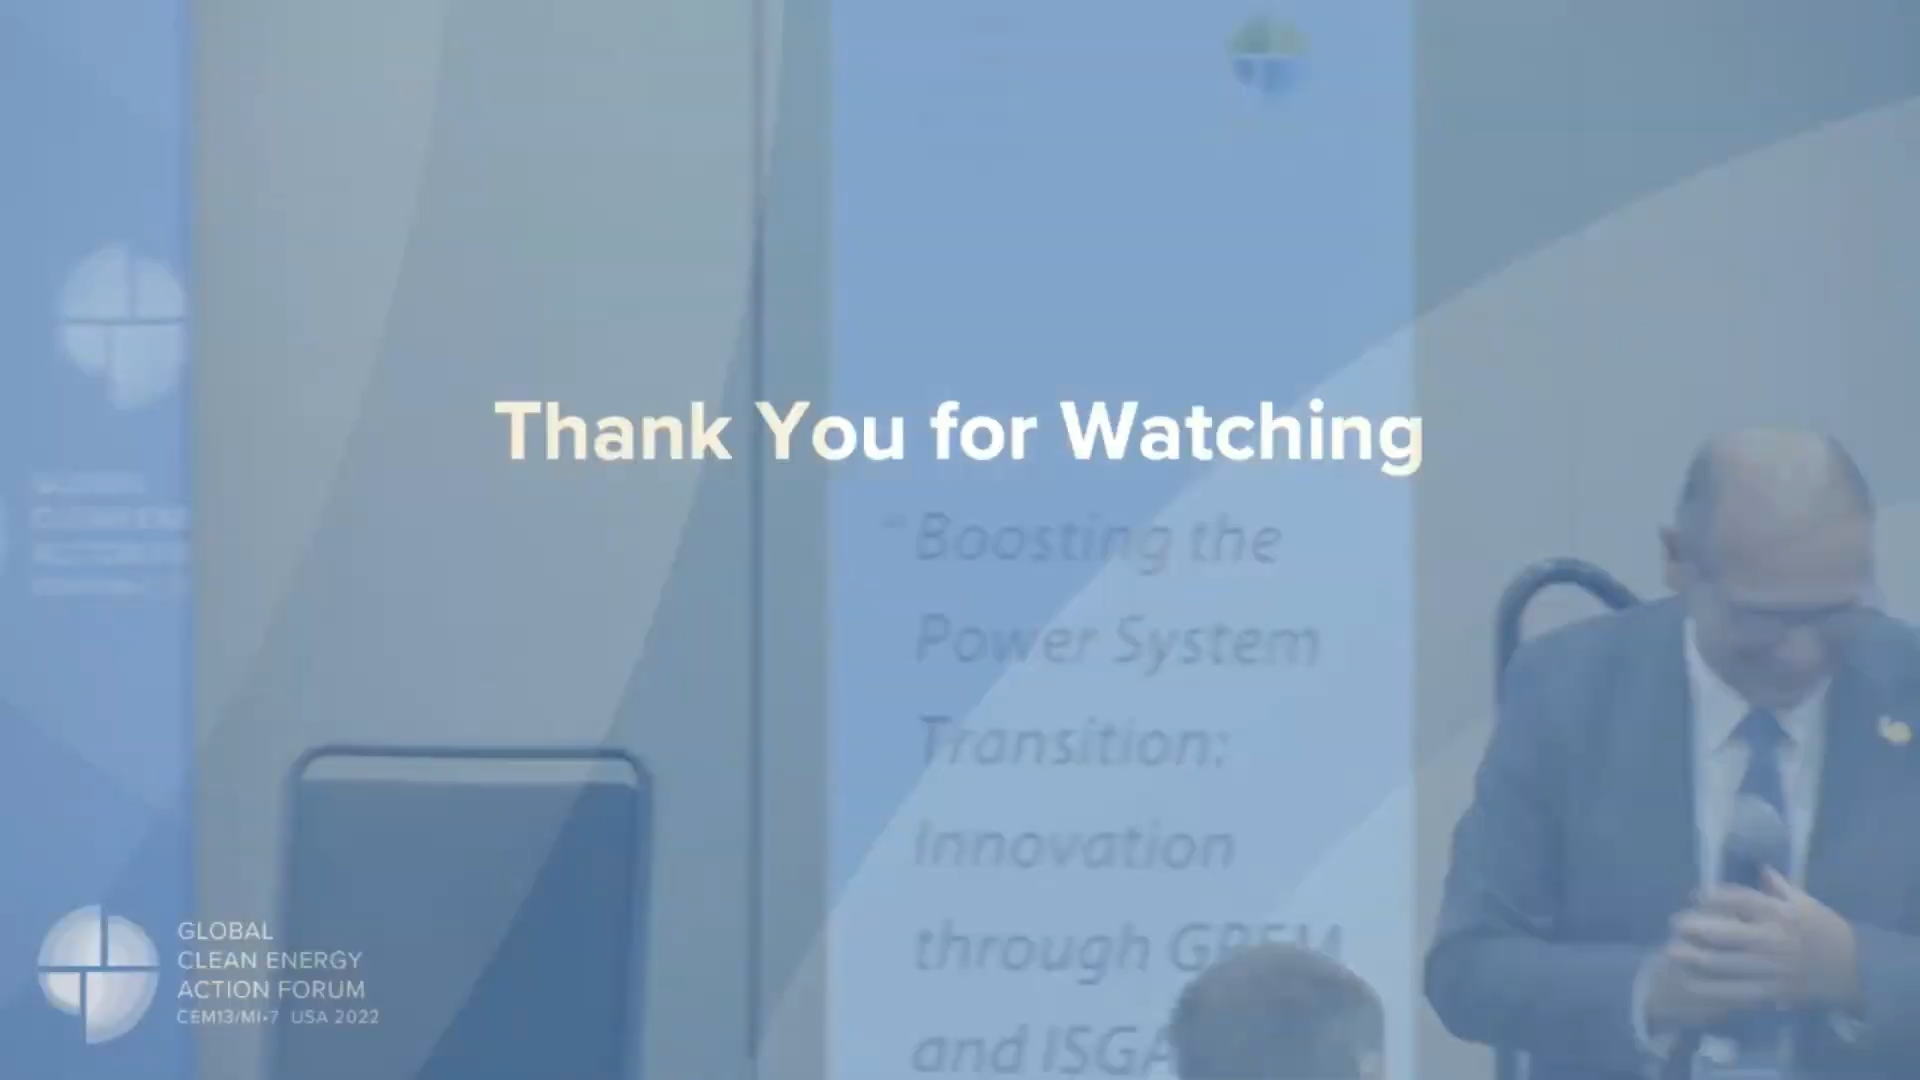 Thank You for Watching
"Boosting the
Power System
Transition:
Innovation
through
and
GLOBAL
CLEAN ENERGY
ACTION FORUM
CEM13/MI•7 USA 2022